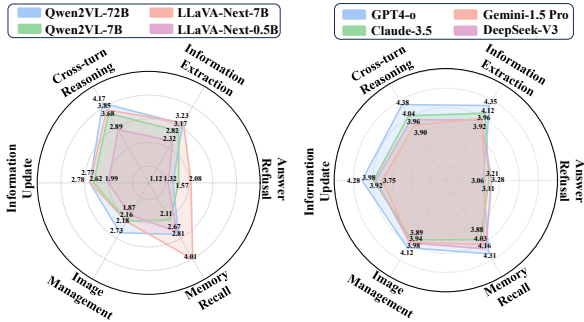 Qwen2VL-72B
LLaVA-Next-7B
Qwen2VL-7B
LLaVA-Next-0.5B
Cross-turn
Reasoning
Information
Extraction
4.17
3.85
3.68
2.89
3.23
3.17
2.82
2.32
Information
Update
2.77
2.78
2.62
1.99
1.12
1.32
1.57
2.08
Answer
Refusal
1.87
2.16
2.18
2.73
2.11
2.67
2.81
4.01
Image
Management
Memory
Recall
GPT4-o
Gemini-1.5 Pro
Claude-3.5
DeepSeek-V3
Cross-turn
Reasoning
Information
Extraction
4.38
4.04
3.96
3.90
4.35
4.12
3.96
3.92
Information
Update
4.28
3.98
3.92
3.75
3.06
3.21
3.28
3.11
Answer
Refusal
3.89
3.94
3.98
4.12
3.88
4.03
4.16
4.31
Image
Management
Memory
Recall